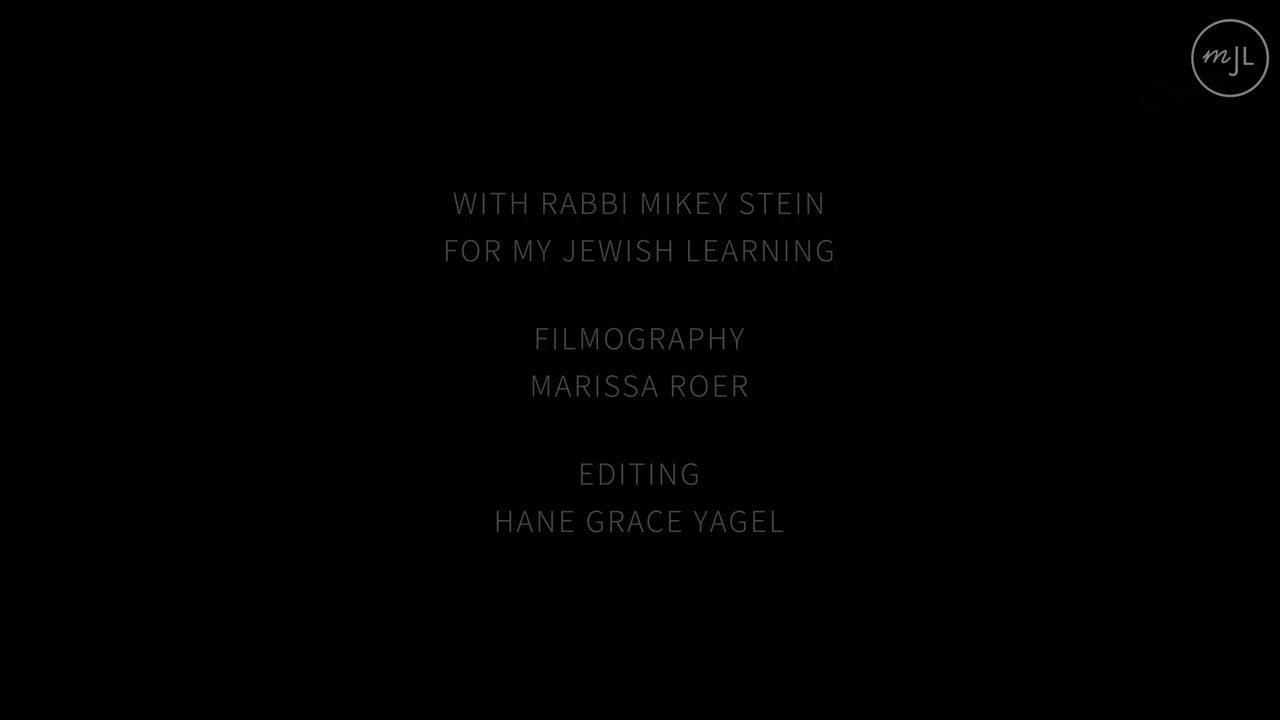 mJL
WITH RABBI MIKEY STEIN
FOR MY JEWISH LEARNING
FILMOGRAPHY
MARISSA ROER
EDITING
HANE GRACE YAGEL